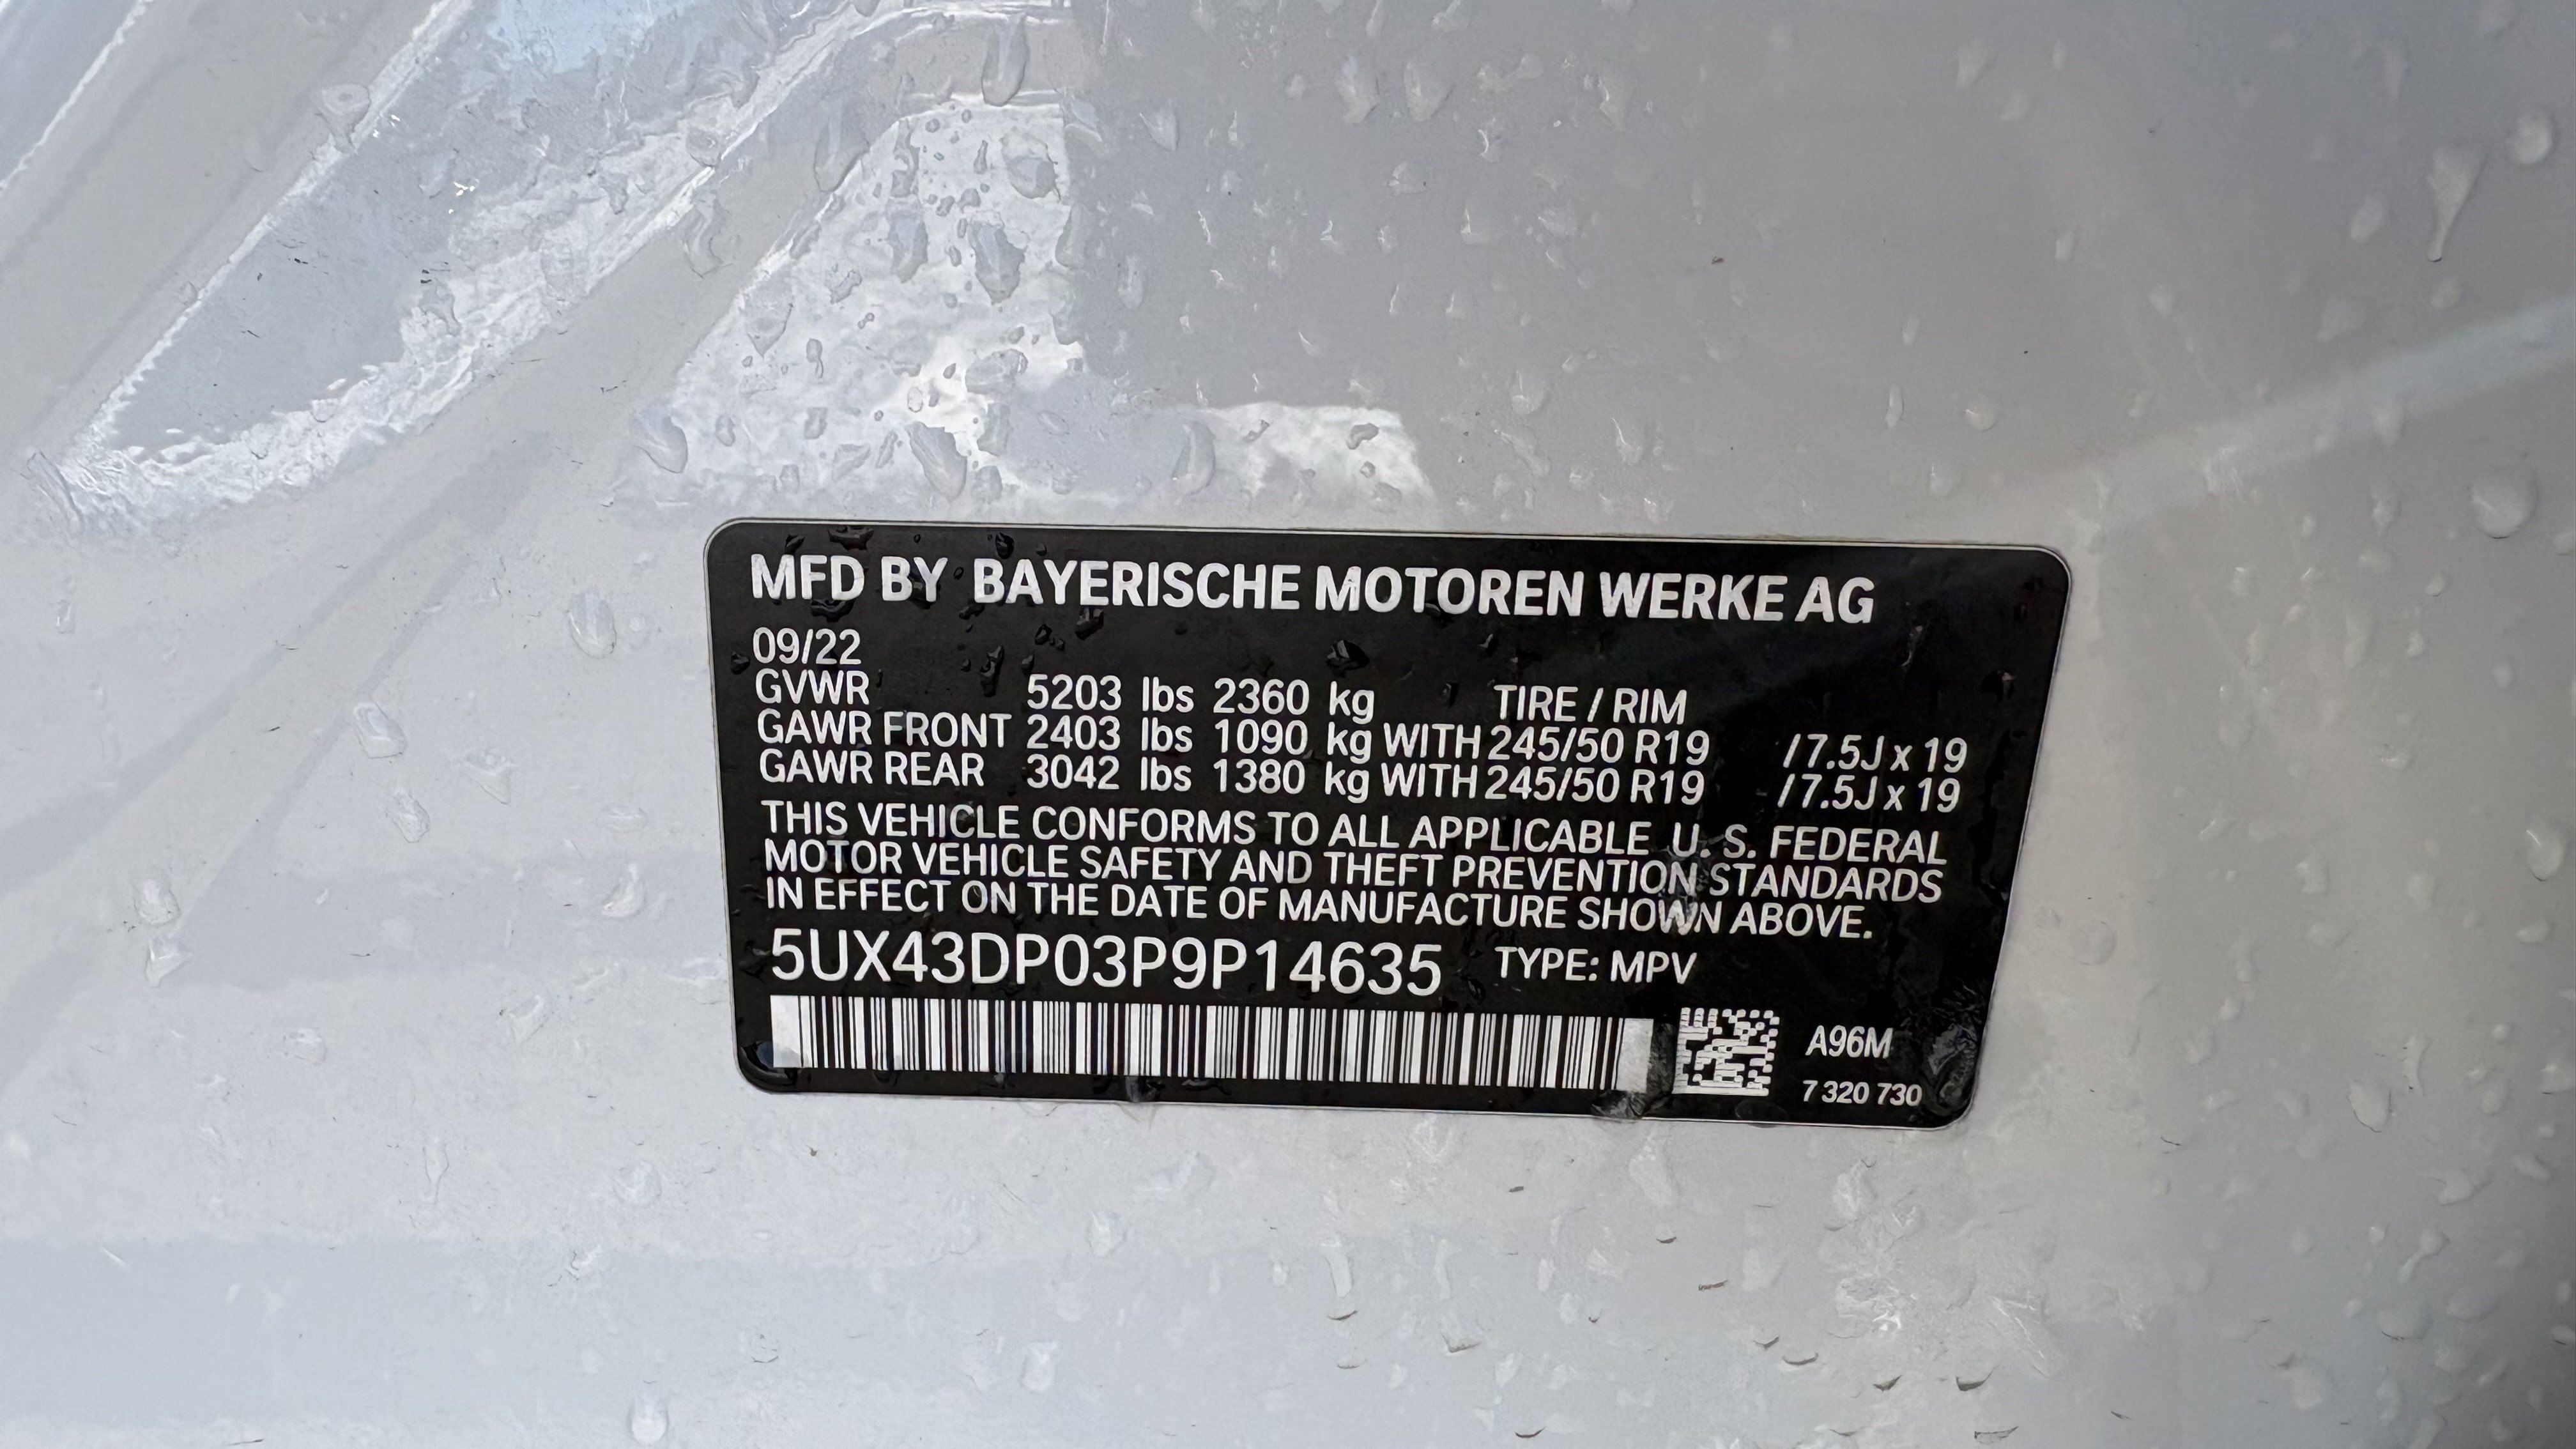 MFD BY BAYERISCHE MOTOREN WERKE AG
09/22
GVWR 5203 lbs 2360 kg TIRE / RIM
GAWR FRONT 2403 lbs 1090 kg WITH 245/50 R19 /7.5J x 19
GAWR REAR 3042 lbs 1380 kg WITH 245/50 R19 /7.5J x 19
THIS VEHICLE CONFORMS TO ALL APPLICABLE U. S. FEDERAL
MOTOR VEHICLE SAFETY AND THEFT PREVENTION STANDARDS
IN EFFECT ON THE DATE OF MANUFACTURE SHOWN ABOVE.
5UX43DP03P9P14635 TYPE: MPV
A96M
7 320 730